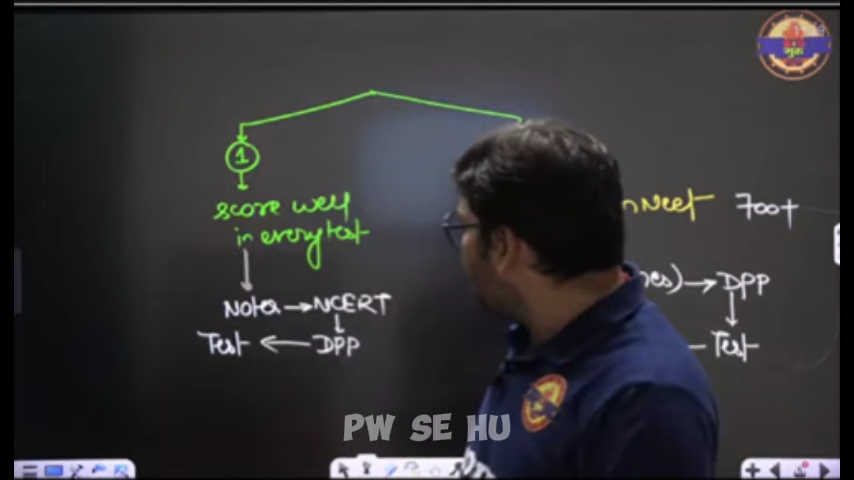 1
score well
in every test
Notes → NCERT
↓
Test ← DPP
Neet 700+
→ DPP
↓
Test
PW SE HU